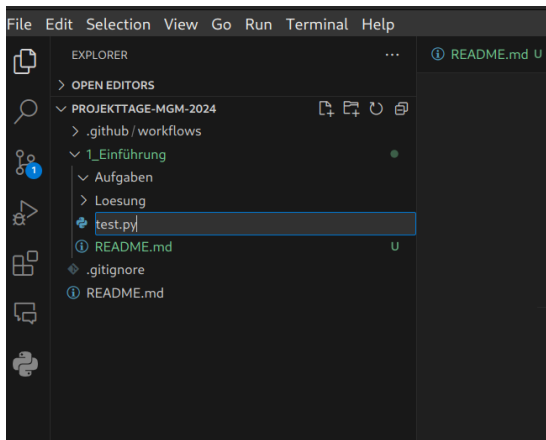 File Edit Selection View Go Run Terminal Help
EXPLORER
README.md U
OPEN EDITORS
PROJEKTTAGE-MGM-2024
.github/workflows
1_Einführung
Aufgaben
1
Loesung
test.py
README.md U
.gitignore
README.md